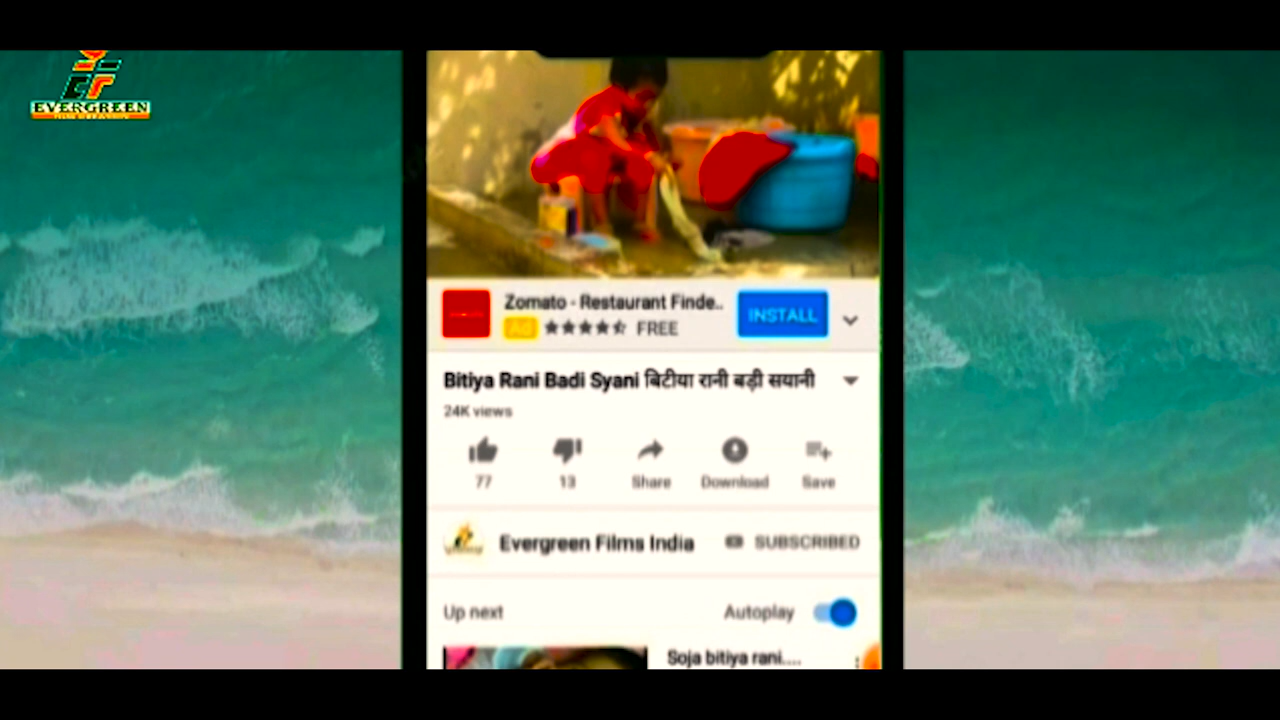 EVERGREEN
Zomato - Restaurant Finde..
Ad FREE
INSTALL
Bitiya Rani Badi Syani बिटीया रानी बड़ी सयानी
24K views
77
13
Share
Download
Save
Evergreen Films India
SUBSCRIBED
Up next
Autoplay
Soja bitiya rani....